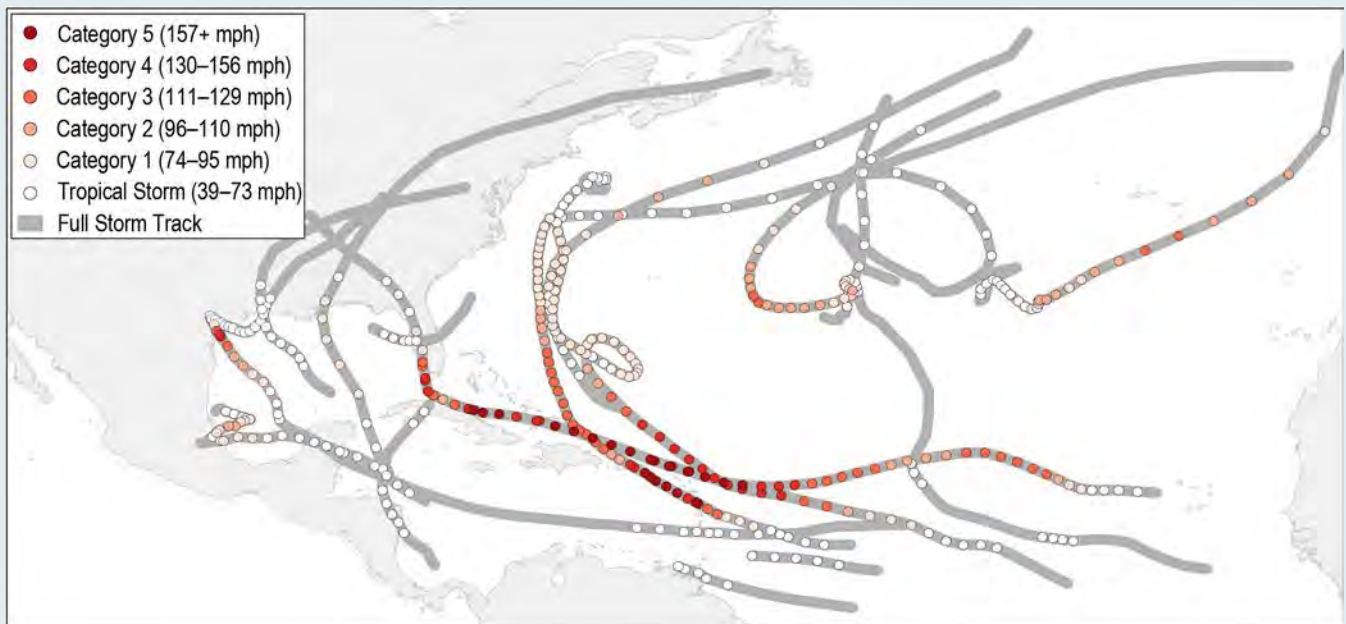 Category 5 (157+ mph)
Category 4 (130–156 mph)
Category 3 (111–129 mph)
Category 2 (96–110 mph)
Category 1 (74–95 mph)
Tropical Storm (39–73 mph)
Full Storm Track